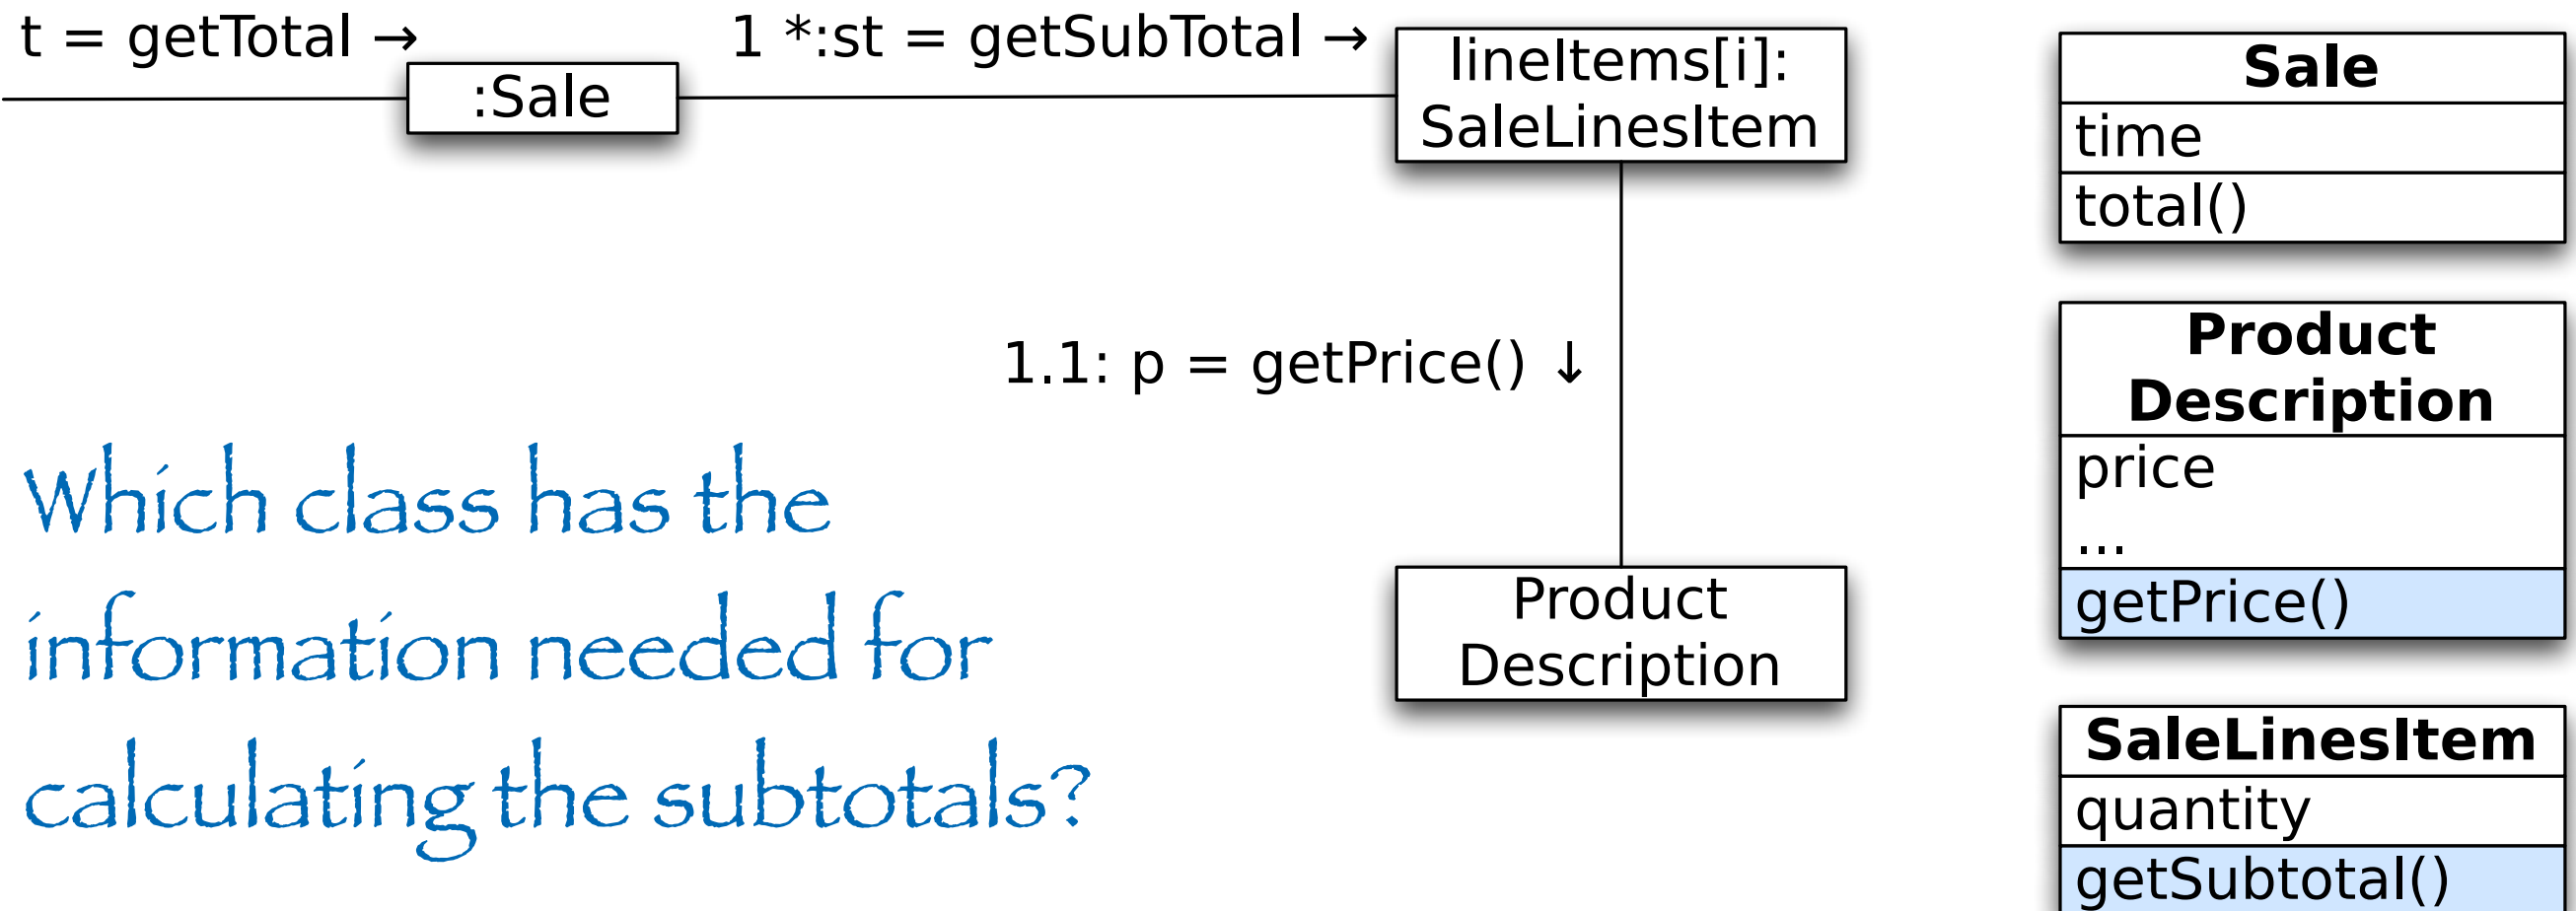 t = getTotal →
:Sale
1 *:st = getSubTotal →
lineItems[i]:
SaleLinesItem
1.1: p = getPrice() ↓
Product
Description
Which class has the
information needed for
calculating the subtotals?
Sale
time
total()
Product
Description
price
...
getPrice()
SaleLinesItem
quantity
getSubtotal()